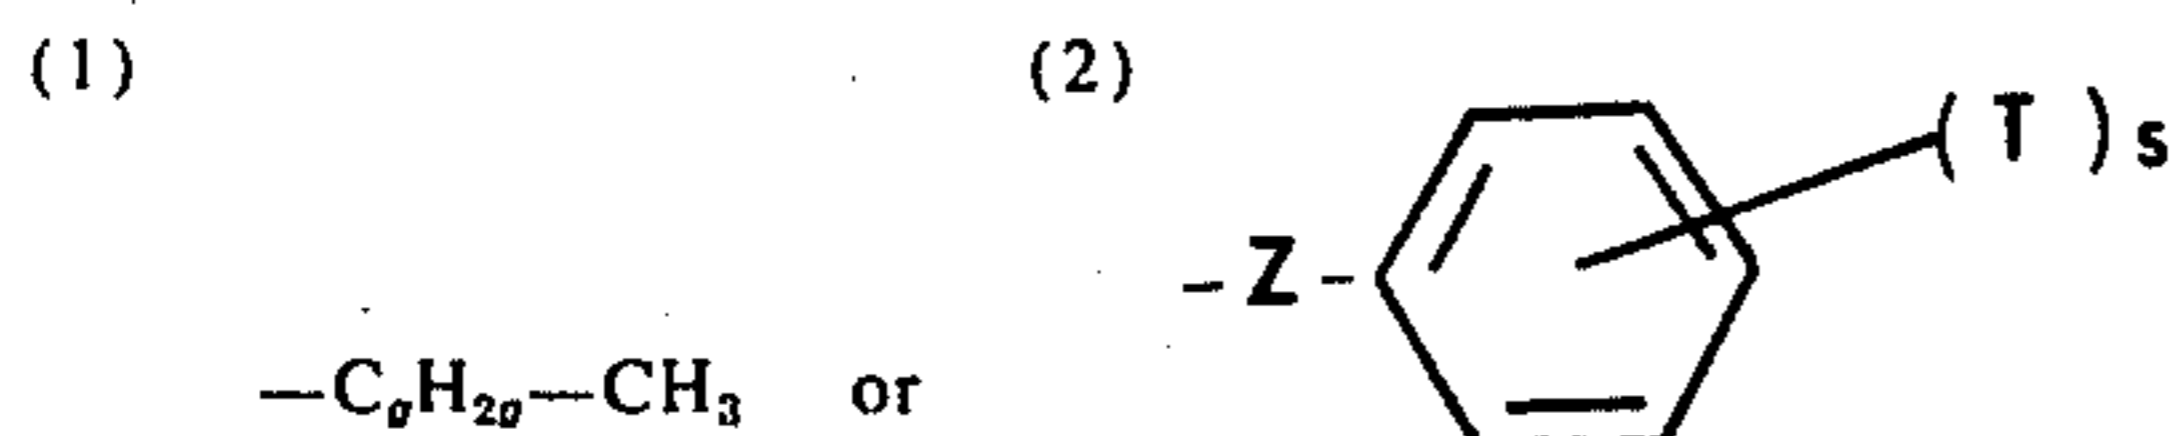 (1) (2)
( T )s
– Z –
—CgH2g—CH3 or